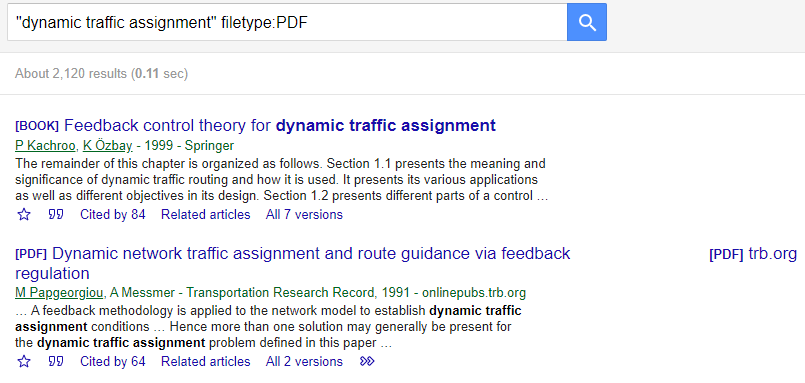 "dynamic traffic assignment" filetype:PDF
About 2,120 results (0.11 sec)
[BOOK] Feedback control theory for dynamic traffic assignment
P Kachroo, K Özbay - 1999 - Springer
The remainder of this chapter is organized as follows. Section 1.1 presents the meaning and
significance of dynamic traffic routing and how it is used. It presents its various applications
as well as different objectives in its design. Section 1.2 presents different parts of a control ...
Cited by 84 Related articles All 7 versions
[PDF] Dynamic network traffic assignment and route guidance via feedback
regulation
[PDF] trb.org
M Papgeorgiou, A Messmer - Transportation Research Record, 1991 - onlinepubs.trb.org
... A feedback methodology is applied to the network model to establish dynamic traffic
assignment conditions ... Hence more than one solution may generally be present for
the dynamic traffic assignment problem defined in this paper ...
Cited by 64 Related articles All 2 versions